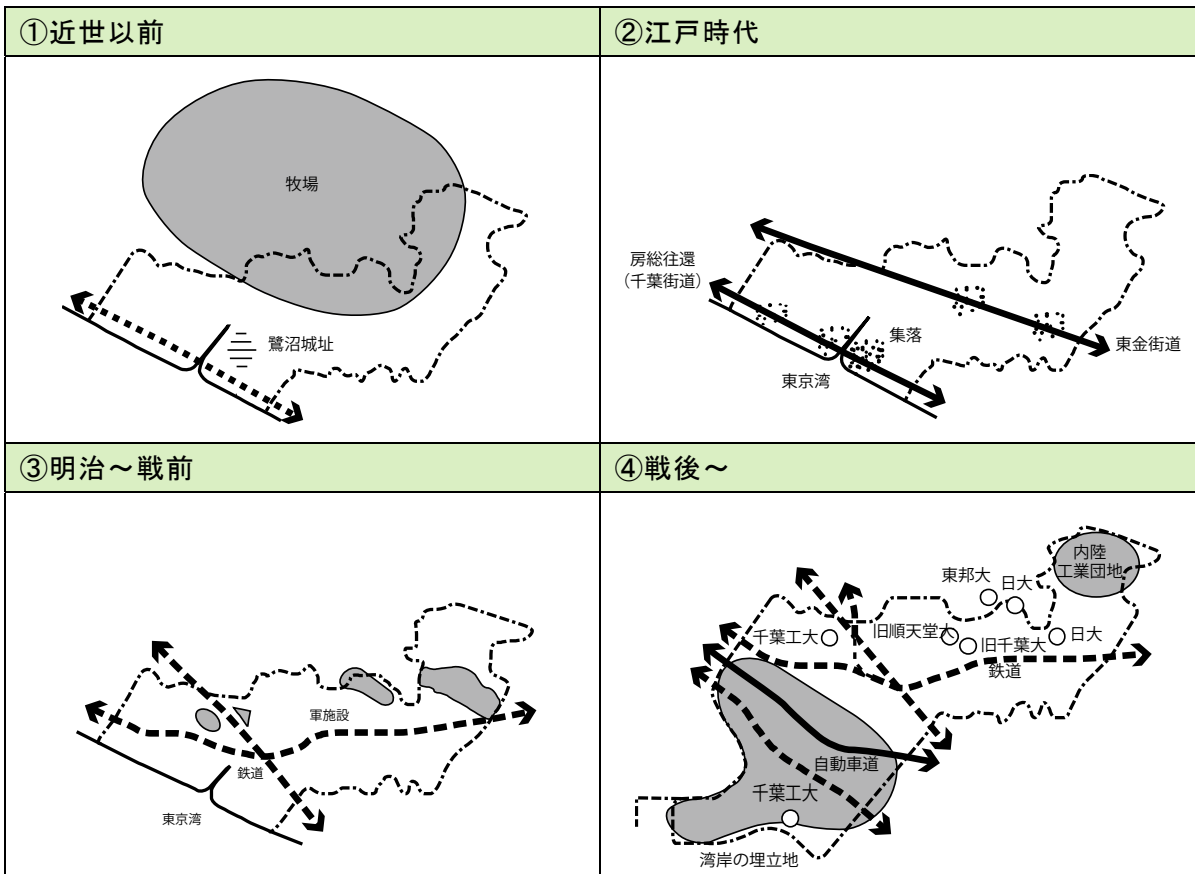 ①近世以前
牧場
鷺沼城址
②江戸時代
房総往還
（千葉街道）
集落
東金街道
東京湾
③明治～戦前
軍施設
鉄道
東京湾
④戦後～
内陸
工業団地
東邦大
日大
千葉工大
旧順天堂大
旧千葉大
日大
鉄道
自動車道
千葉工大
湾岸の埋立地